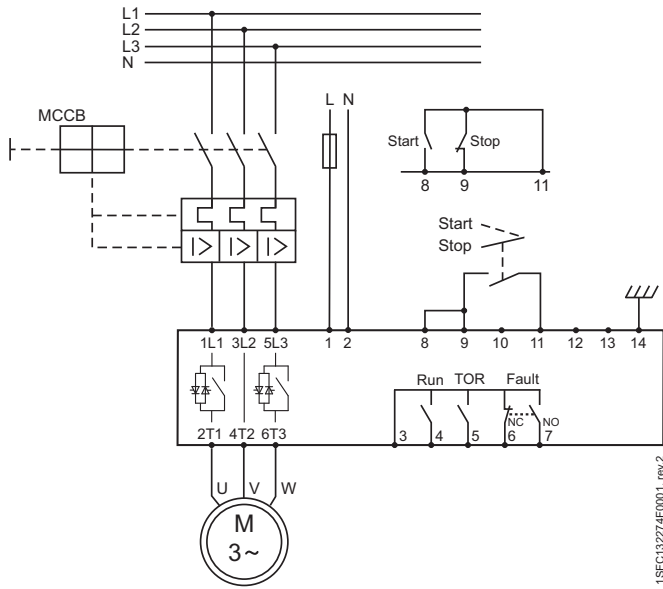 L1
L2
L3
N
MCCB
L N
Start Stop
8 9 11
Start
Stop
I> I> I>
1L1 3L2 5L3 1 2 8 9 10 11 12 13 14
Run TOR Fault
NC NO
2T1 4T2 6T3 3 4 5 6 7
U V W
M
3~
1SFC132274F0001 rev.2